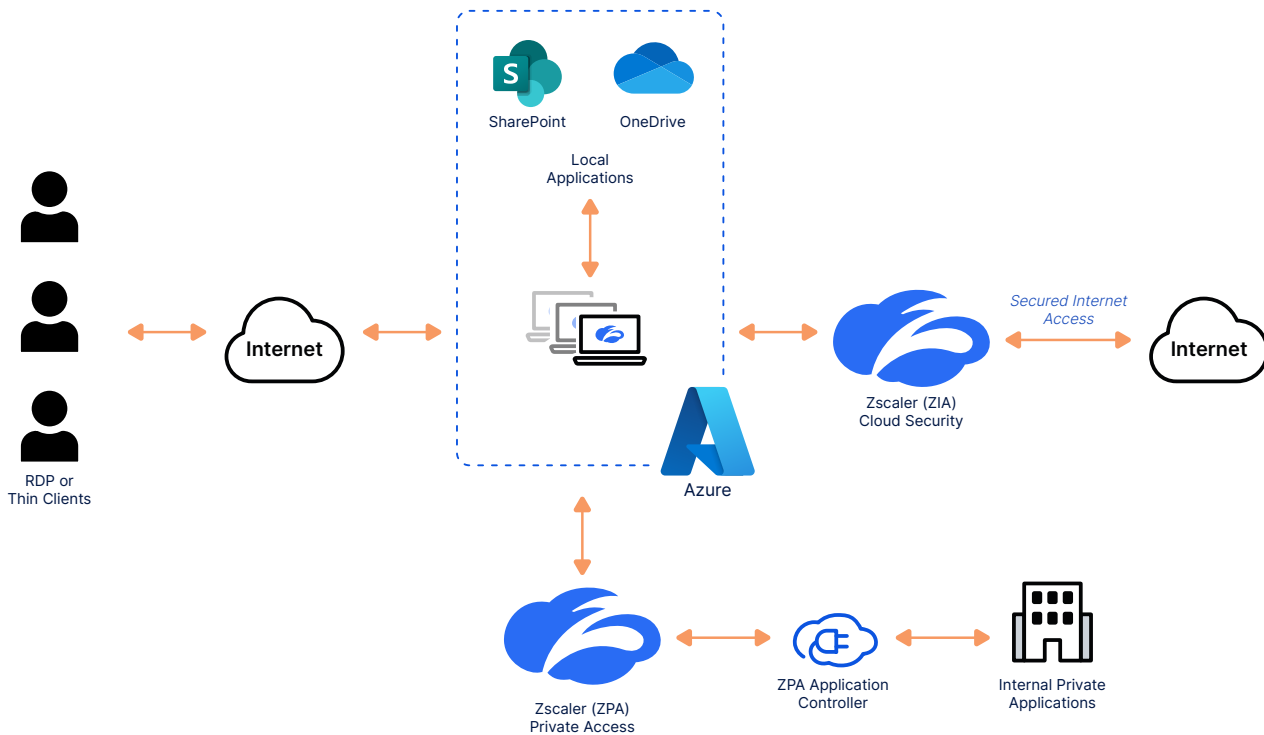 S
SharePoint
OneDrive
Local
Applications
RDP or
Thin Clients
Internet
Azure
Zscaler (ZIA)
Cloud Security
Secured Internet
Access
Internet
Zscaler (ZPA)
Private Access
ZPA Application
Controller
Internal Private
Applications